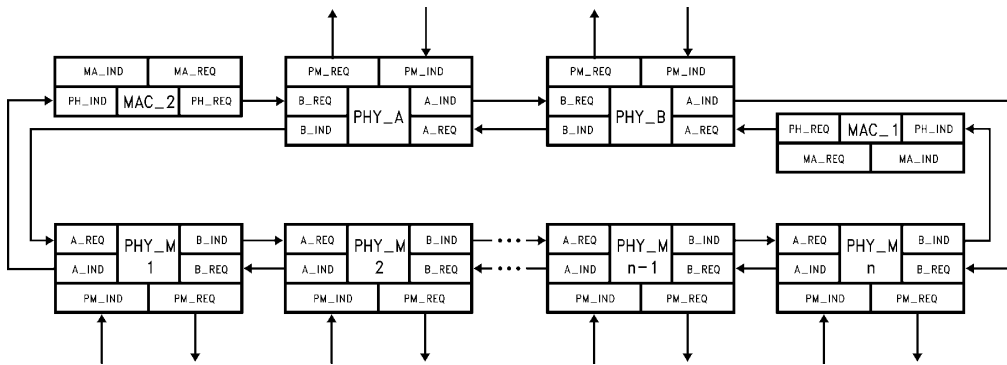 MA_IND MA_REQ
PH_IND MAC_2 PH_REQ
PM_REQ PM_IND
B_REQ PHY_A A_IND
B_IND A_REQ
PM_REQ PM_IND
B_REQ PHY_B A_IND
B_IND A_REQ
PH_REQ MAC_1 PH_IND
MA_REQ MA_IND
A_REQ PHY_M B_IND
A_IND 1 B_REQ
PM_IND PM_REQ
A_REQ PHY_M B_IND
A_IND 2 B_REQ
PM_IND PM_REQ
A_REQ PHY_M B_IND
A_IND n-1 B_REQ
PM_IND PM_REQ
A_REQ PHY_M B_IND
A_IND n B_REQ
PM_IND PM_REQ